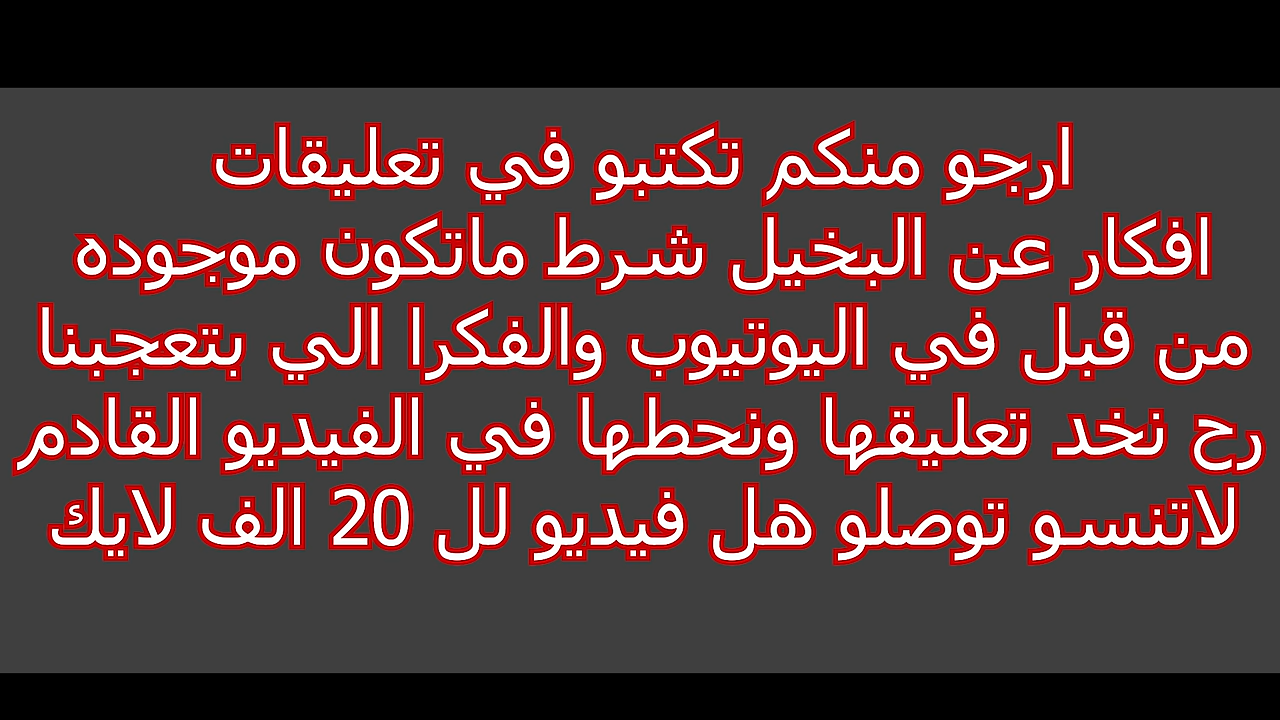 ارجو منكم تكتبو في تعليقات
افكار عن البخيل شرط ماتكون موجوده
من قبل في اليوتيوب والفكرا الي بتعجبنا
رح نخد تعليقها ونحطها في الفيديو القادم
لاتنسو توصلو هل فيديو لل 20 الف لايك